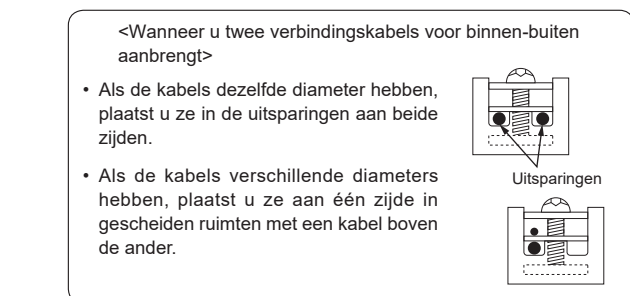 <Wanneer u twee verbindingskabels voor binnen-buiten
aanbrengt>
• Als de kabels dezelfde diameter hebben,
plaatst u ze in de uitsparingen aan beide
zijden.
• Als de kabels verschillende diameters
hebben, plaatst u ze aan één zijde in
gescheiden ruimten met een kabel boven
de ander.
Uitsparingen